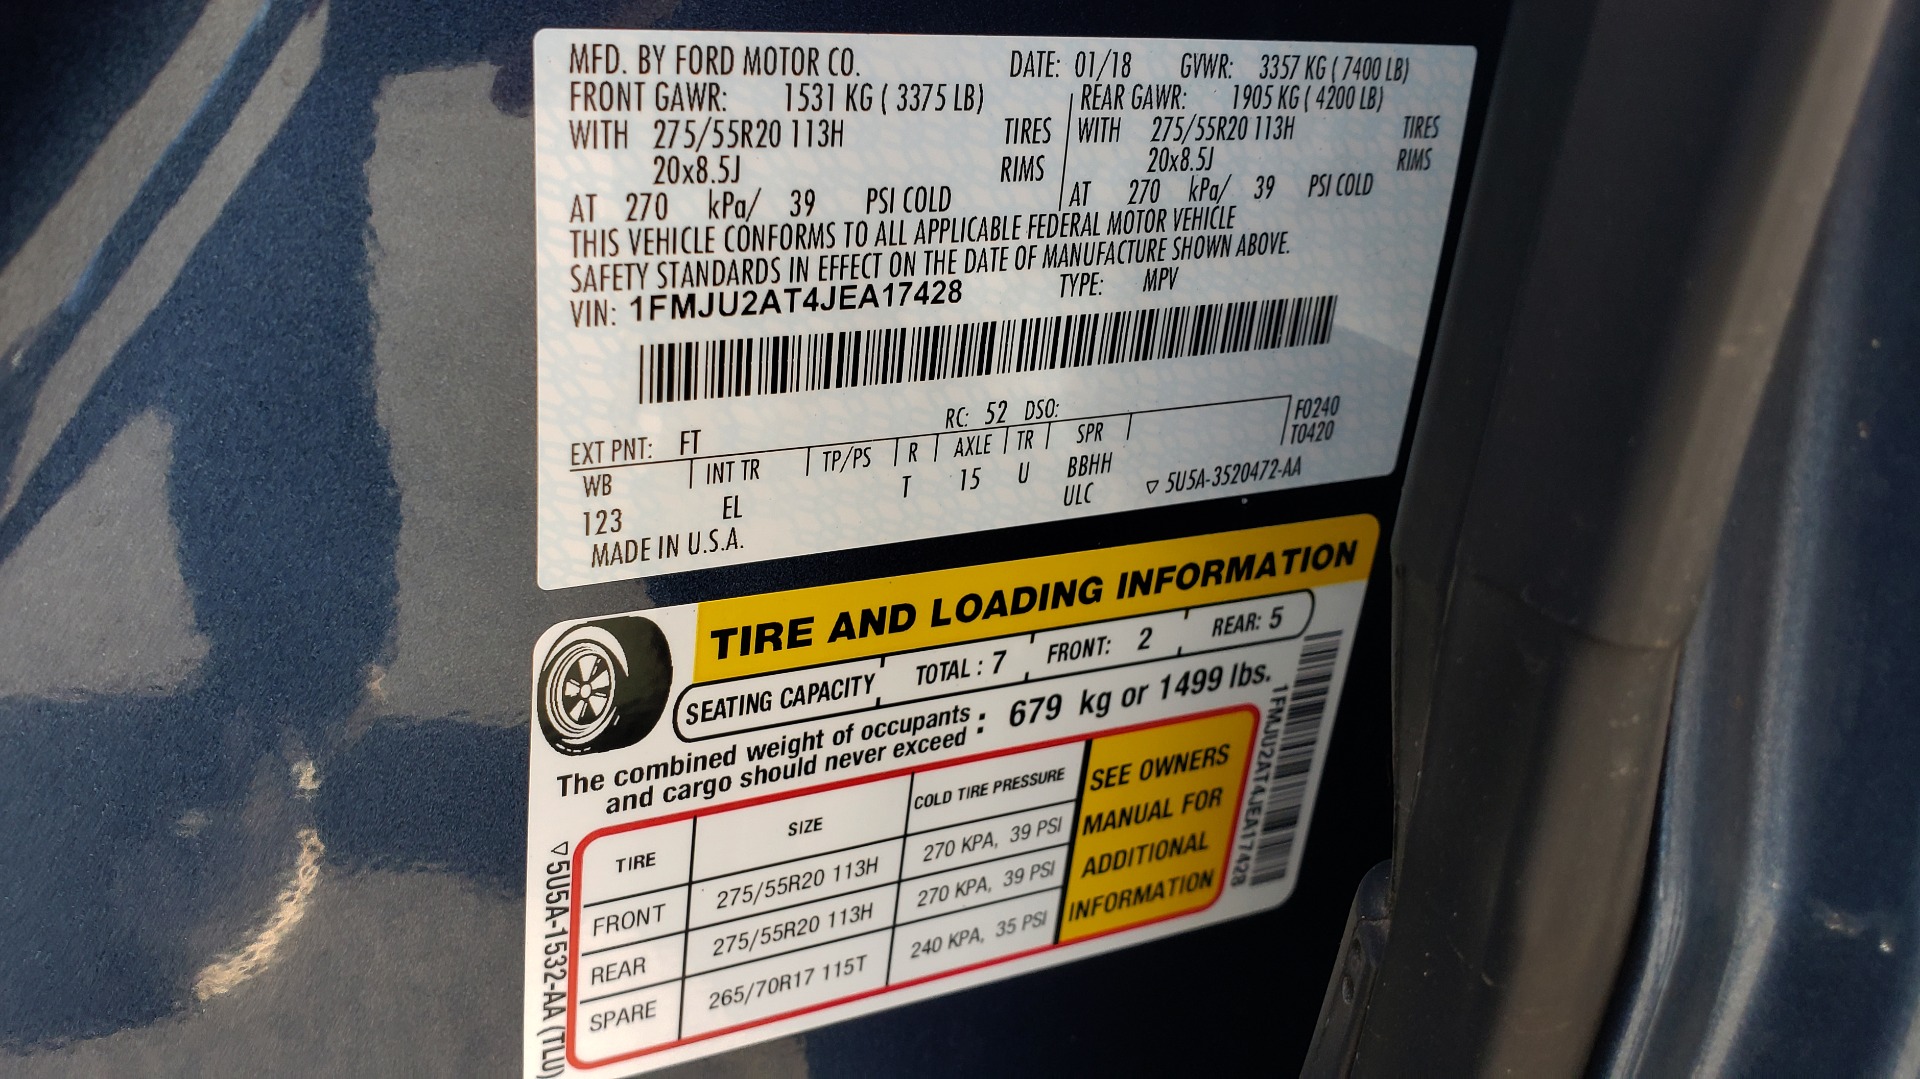 MFD. BY FORD MOTOR CO. DATE: 01/18 GVWR: 3357 KG ( 7400 LB)
FRONT GAWR: 1531 KG ( 3375 LB) REAR GAWR: 1905 KG ( 4200 LB)
WITH 275/55R20 113H TIRES WITH 275/55R20 113H TIRES
20x8.5J RIMS 20x8.5J RIMS
AT 270 kPa/ 39 PSI COLD AT 270 kPa/ 39 PSI COLD
THIS VEHICLE CONFORMS TO ALL APPLICABLE FEDERAL MOTOR VEHICLE
SAFETY STANDARDS IN EFFECT ON THE DATE OF MANUFACTURE SHOWN ABOVE.
VIN: 1FMJU2AT4JEA17428 TYPE: MPV
EXT PNT: FT RC: 52 DSO: F0240
WB INT TR TP/PS R AXLE TR SPR T0420
123 EL T 15 U BBHH
ULC ▽ 5U5A-3520472-AA
MADE IN U.S.A.
TIRE AND LOADING INFORMATION
SEATING CAPACITY TOTAL : 7 FRONT: 2 REAR: 5
The combined weight of occupants
and cargo should never exceed : 679 kg or 1499 lbs.
TIRE SIZE COLD TIRE PRESSURE
FRONT 275/55R20 113H 270 KPA, 39 PSI
REAR 275/55R20 113H 270 KPA, 39 PSI
SPARE 265/70R17 115T 240 KPA, 35 PSI
SEE OWNERS
MANUAL FOR
ADDITIONAL
INFORMATION
1FMJU2AT4JEA17428
▽ 5U5A-1532-AA (TLU)